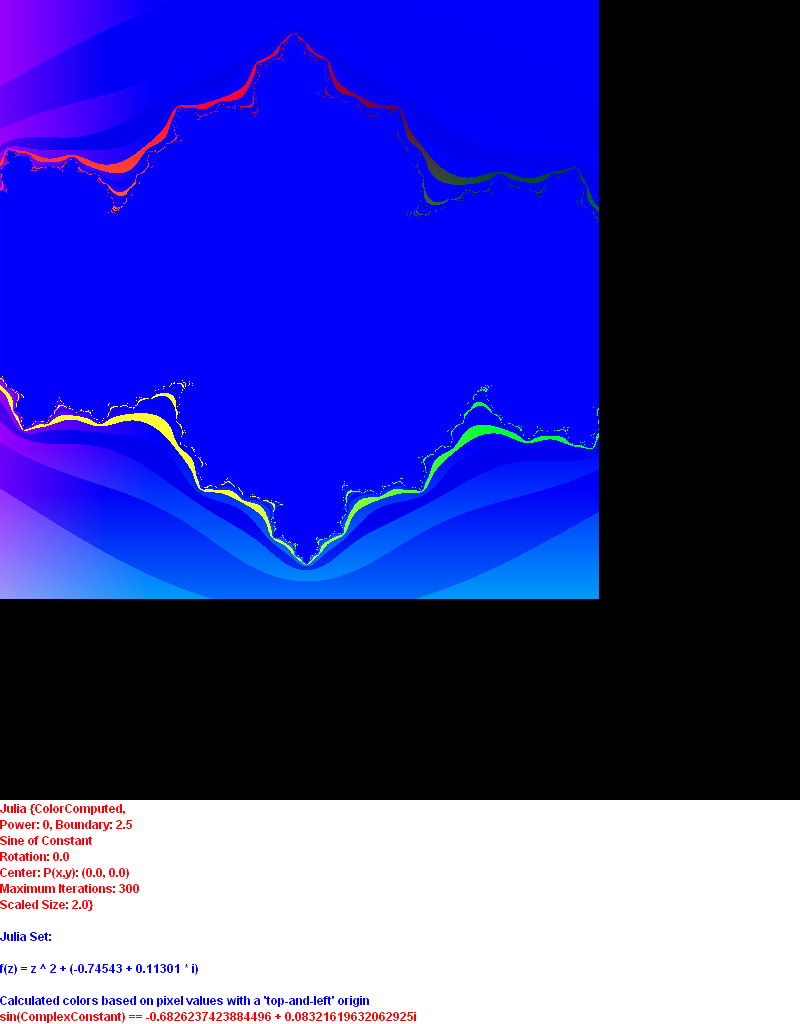 Julia {ColorComputed,
Power: 0, Boundary: 2.5
Sine of Constant
Rotation: 0.0
Center: P(x,y): (0.0, 0.0)
Maximum Iterations: 300
Scaled Size: 2.0}
Julia Set:
f(z) = z ^ 2 + (-0.74543 + 0.11301 * i)
Calculated colors based on pixel values with a 'top-and-left' origin
sin(ComplexConstant) == -0.6826237423884496 + 0.08321619632062925i